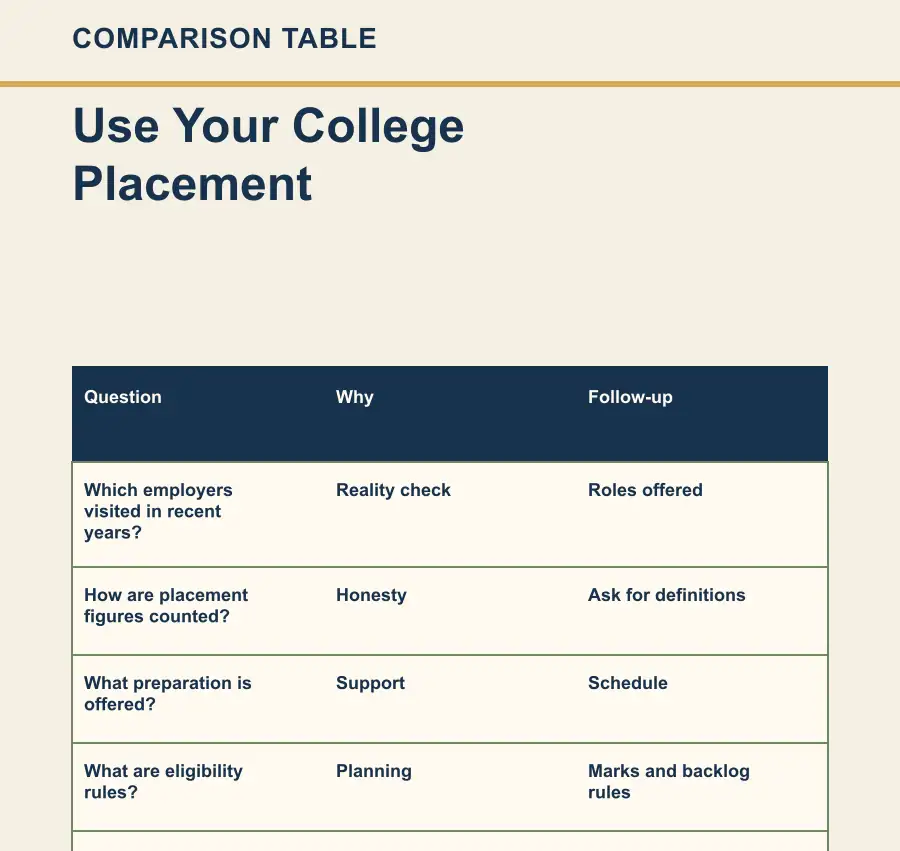 COMPARISON TABLE
Use Your College
Placement
Question Why Follow-up
Which employers Reality check Roles offered
visited in recent
years?
How are placement Honesty Ask for definitions
figures counted?
What preparation is Support Schedule
offered?
What are eligibility Planning Marks and backlog
rules? rules